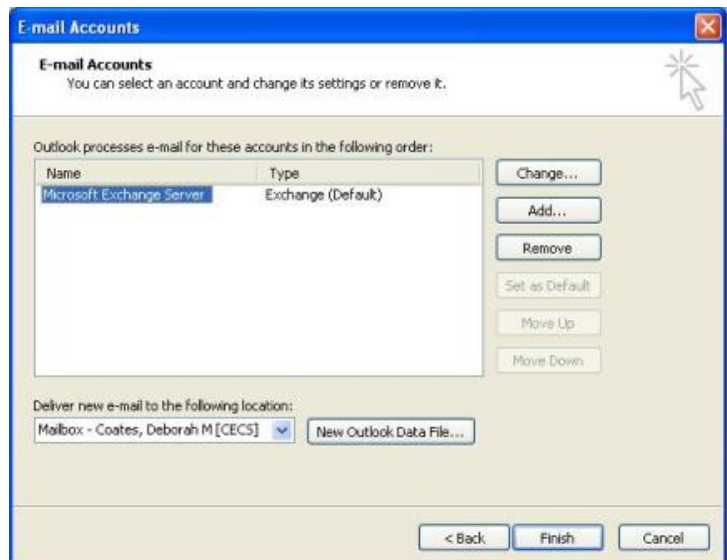 E-mail Accounts
E-mail Accounts
You can select an account and change its settings or remove it.
Outlook processes e-mail for these accounts in the following order:
Name Type
Microsoft Exchange Server Exchange (Default)
Change...
Add...
Remove
Set as Default
Move Up
Move Down
Deliver new e-mail to the following location:
Mailbox - Coates, Deborah M [CECS] New Outlook Data File...
< Back Finish Cancel